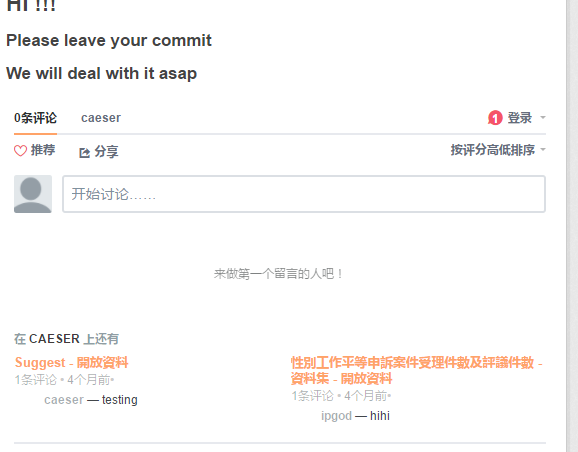 Hi !!!
Please leave your commit
We will deal with it asap
0条评论 caeser 1 登录
推荐 分享 按评分高低排序
开始讨论……
来做第一个留言的人吧！
在 CAESER 上还有
Suggest - 開放資料
1条评论 • 4个月前•
caeser — testing
性別工作平等申訴案件受理件數及評議件數 -
資料集 - 開放資料
1条评论 • 4个月前•
ipgod — hihi